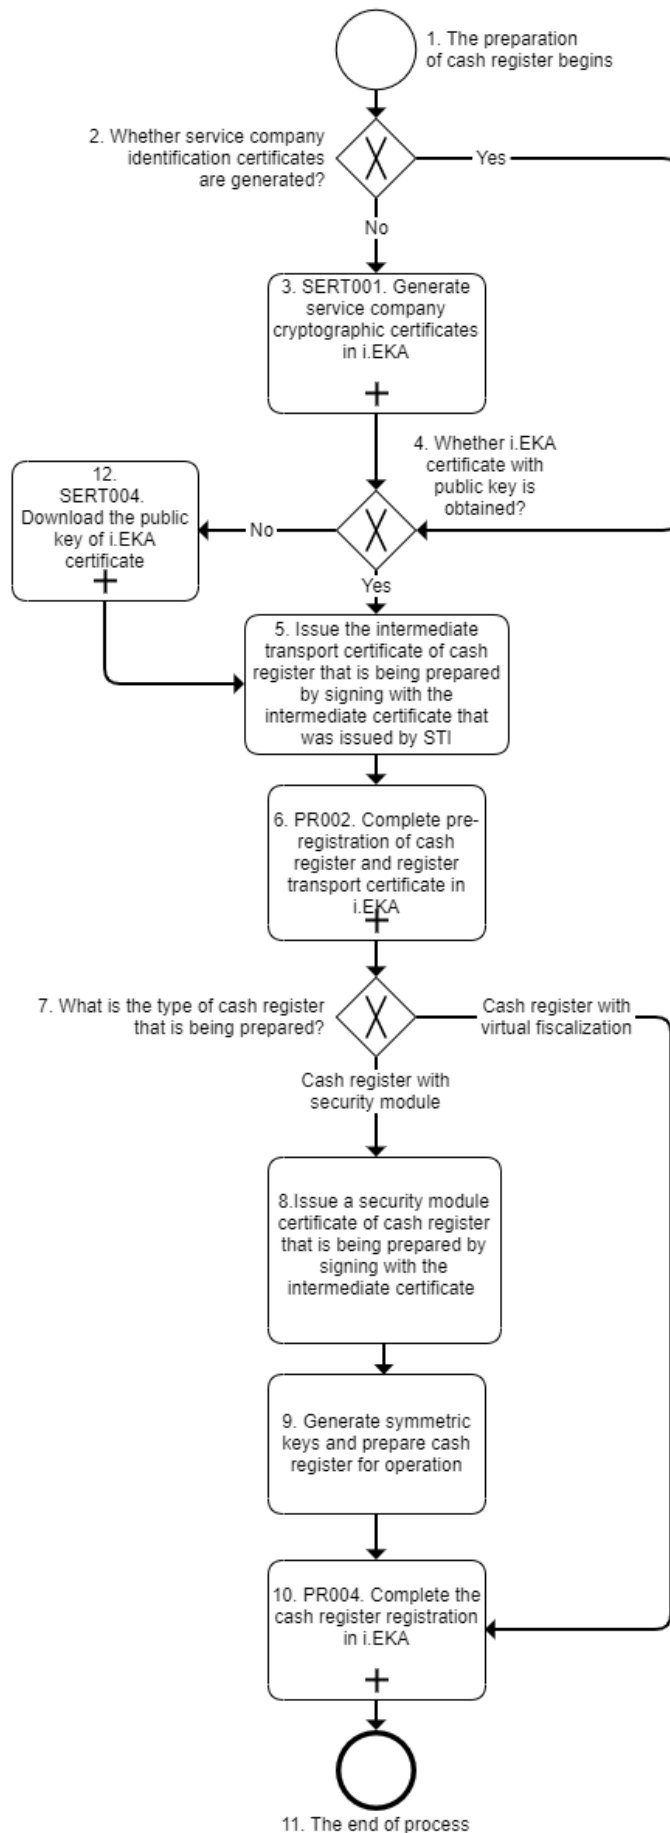 1. The preparation
of cash register begins
2. Whether service company
identification certificates
are generated?
Yes
No
3. SERT001. Generate
service company
cryptographic certificates
in i.EKA
4. Whether i.EKA
certificate with
public key is
obtained?
12.
SERT004.
Download the public
key of i.EKA
certificate
No
Yes
5. Issue the intermediate
transport certificate of cash
register that is being prepared
by signing with the
intermediate certificate that
was issued by STI
6. PR002. Complete pre-
registration of cash
register and register
transport certificate in
i.EKA
7. What is the type of cash register
that is being prepared?
Cash register with
virtual fiscalization
Cash register with
security module
8.Issue a security module
certificate of cash register
that is being prepared by
signing with the
intermediate certificate
9. Generate symmetric
keys and prepare cash
register for operation
10. PR004. Complete the
cash register registration
in i.EKA
11. The end of process